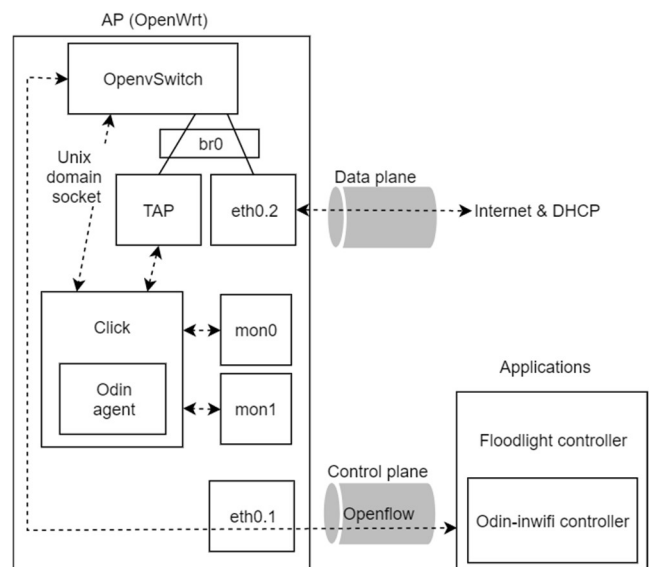 AP (OpenWrt)
OpenvSwitch
br0
Unix
domain
socket
TAP
eth0.2
Data plane
Internet & DHCP
Click
mon0
Odin
agent
mon1
Applications
Floodlight controller
Control plane
eth0.1
Openflow
Odin-inwifi controller